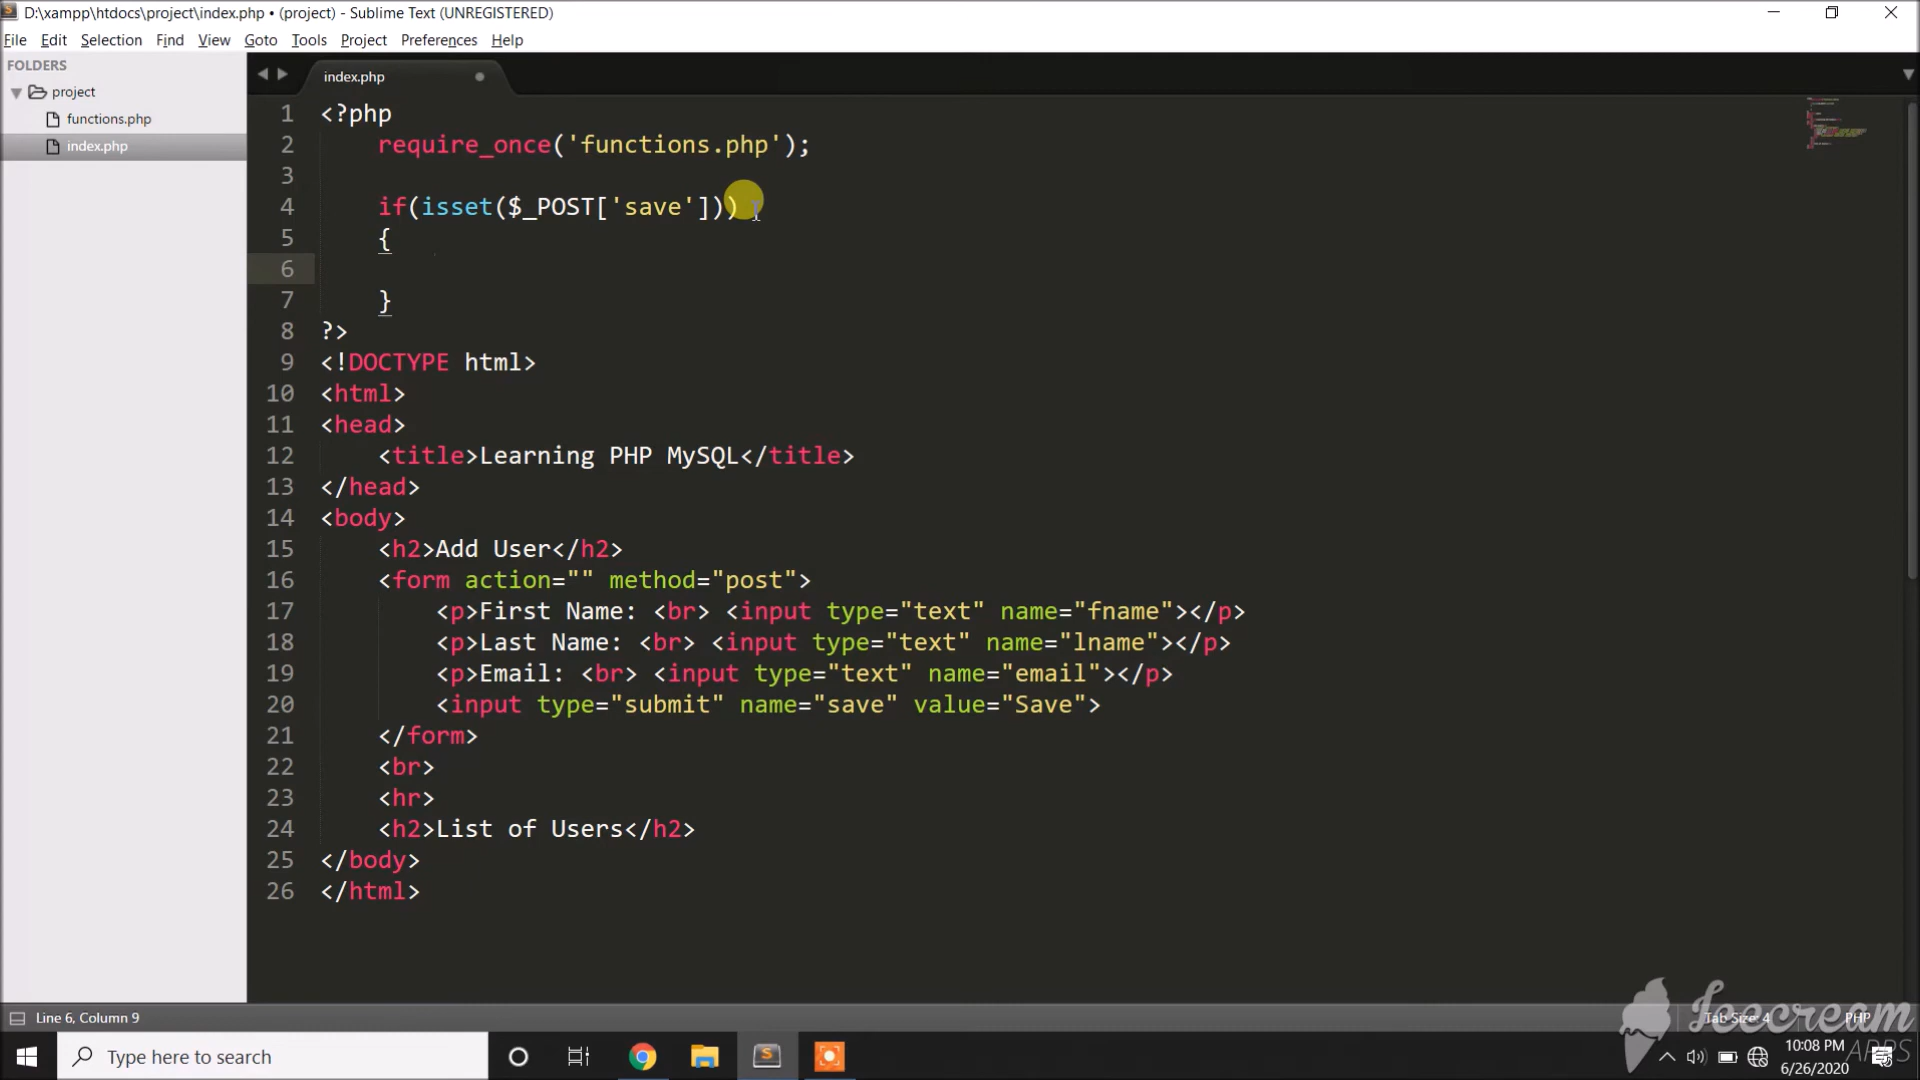 D:\xampp\htdocs\project\index.php • (project) - Sublime Text (UNREGISTERED)
File Edit Selection Find View Goto Tools Project Preferences Help
FOLDERS
project
functions.php
index.php
index.php
1 <?php
2 require_once('functions.php');
3
4 if(isset($_POST['save']))
5 {
6
7 }
8 ?>
9 <!DOCTYPE html>
10 <html>
11 <head>
12 <title>Learning PHP MySQL</title>
13 </head>
14 <body>
15 <h2>Add User</h2>
16 <form action="" method="post">
17 <p>First Name: <br> <input type="text" name="fname"></p>
18 <p>Last Name: <br> <input type="text" name="lname"></p>
19 <p>Email: <br> <input type="text" name="email"></p>
20 <input type="submit" name="save" value="Save">
21 </form>
22 <br>
23 <hr>
24 <h2>List of Users</h2>
25 </body>
26 </html>
Line 6, Column 9
Tab Size: 4
PHP
Icecream
APPS
Type here to search
10:08 PM
6/26/2020